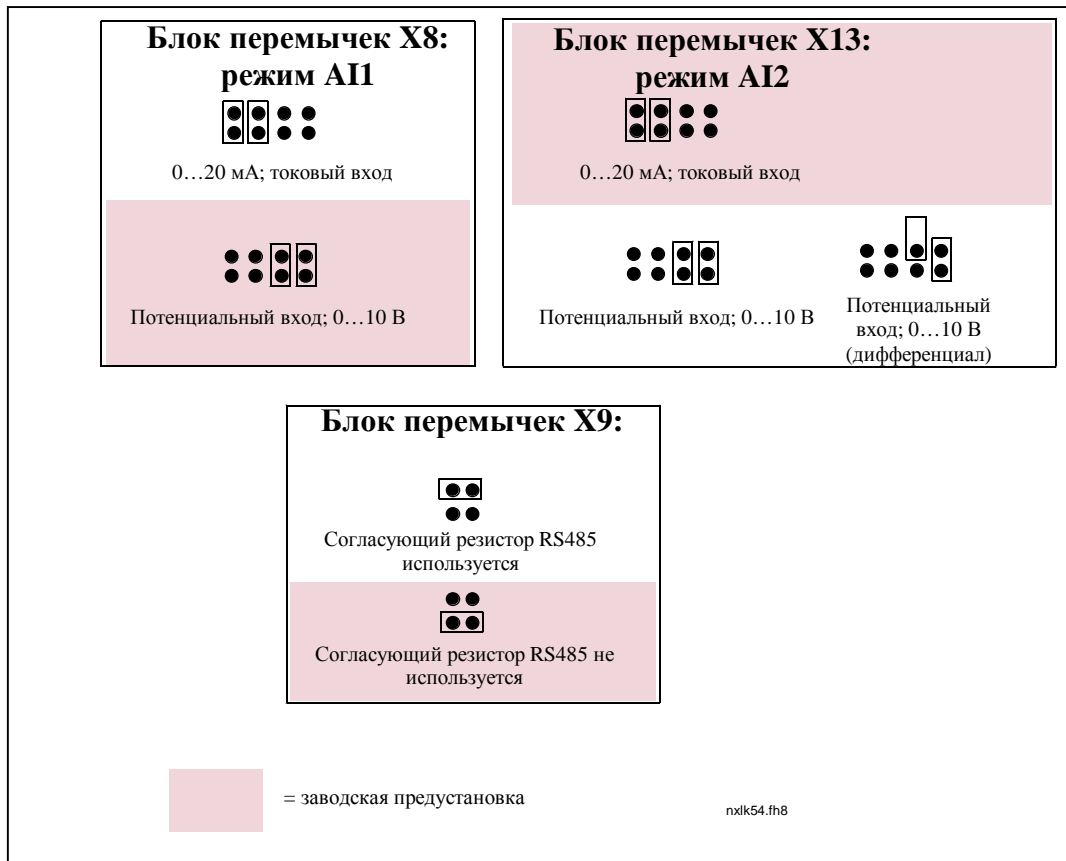 Блок перемычек X8:
режим AI1
0…20 мА; токовый вход
Потенциальный вход; 0…10 В
Блок перемычек X13:
режим AI2
0…20 мА; токовый вход
Потенциальный вход; 0…10 В
Потенциальный
вход; 0…10 В
(дифференциал)
Блок перемычек X9:
Согласующий резистор RS485
используется
Согласующий резистор RS485 не
используется
= заводская предустановка
nxlk54.fh8